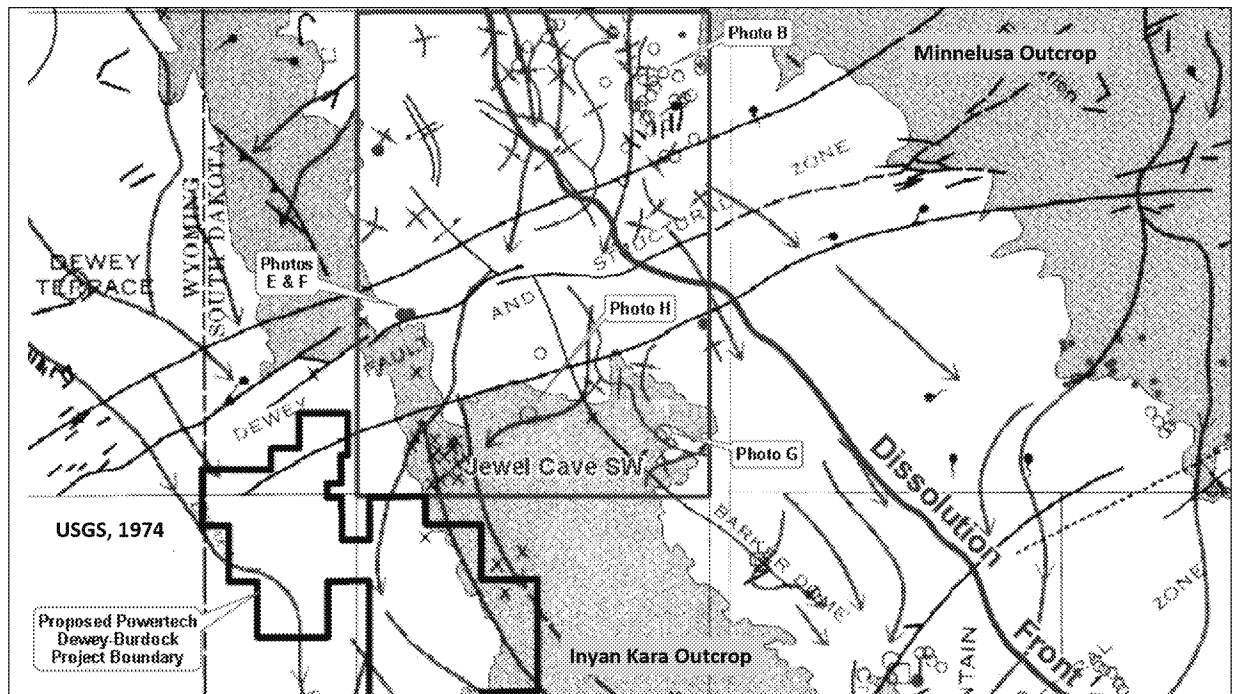 Photo B
Minnelusa Outcrop
ZONE
WYOMING
SOUTH DAKOTA
DEWEY
TERRACE
Photos
E & F
STRUCTURAL
AND
Photo H
FAULT
DEWEY
Jewel Cave SW
Photo G
USGS, 1974
Dissolution
Front
BARKER DOME
ZONE
Proposed Powertech
Dewey-Burdock
Project Boundary
Inyan Kara Outcrop